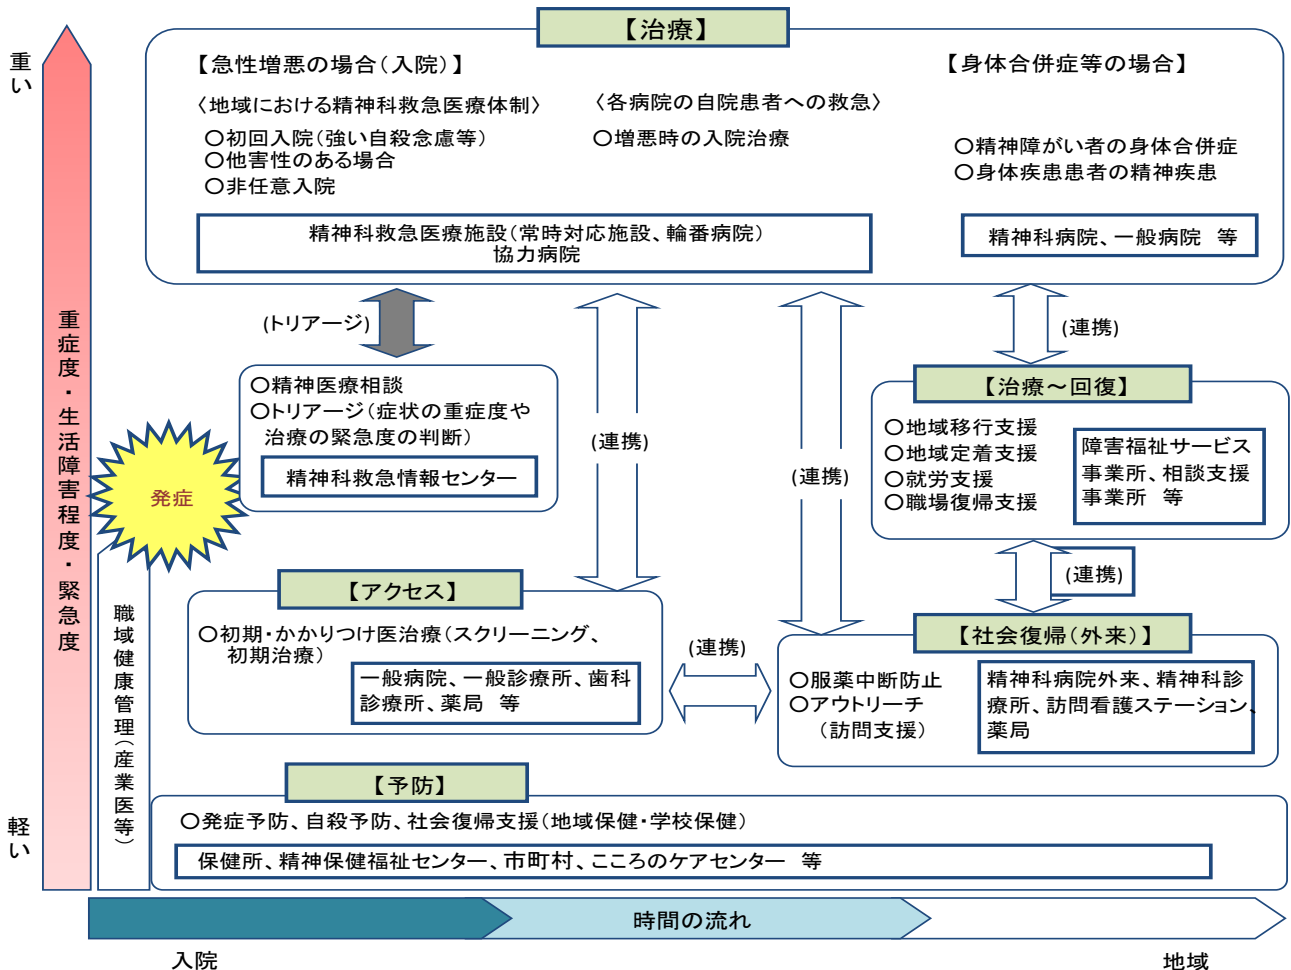 【治療】
重い
【急性増悪の場合(入院)】
【身体合併症等の場合】
〈地域における精神科救急医療体制〉
〈各病院の自院患者への救急〉
○初回入院(強い自殺念慮等)
○他害性のある場合
○非任意入院
○増悪時の入院治療
○精神障がい者の身体合併症
○身体疾患患者の精神疾患
精神科救急医療施設(常時対応施設、輪番病院)
協力病院
精神科病院、一般病院 等
重症度・生活障害程度・緊急度
(トリアージ)
(連携)
○精神医療相談
○トリアージ(症状の重症度や
治療の緊急度の判断)
精神科救急情報センター
(連携)
(連携)
【治療～回復】
○地域移行支援
○地域定着支援
○就労支援
○職場復帰支援
障害福祉サービス
事業所、相談支援
事業所 等
発症
(連携)
【アクセス】
○初期・かかりつけ医治療(スクリーニング、
初期治療)
一般病院、一般診療所、歯科
診療所、薬局 等
(連携)
【社会復帰(外来)】
○服薬中断防止
○アウトリーチ
(訪問支援)
精神科病院外来、精神科診
療所、訪問看護ステーション、
薬局
職域健康管理(産業医等)
【予防】
○発症予防、自殺予防、社会復帰支援(地域保健・学校保健)
保健所、精神保健福祉センター、市町村、こころのケアセンター 等
軽い
時間の流れ
入院
地域